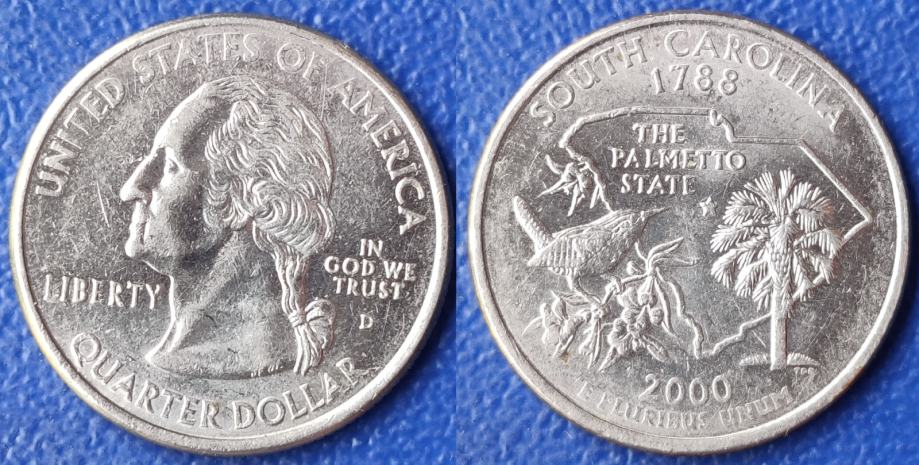 UNITED STATES OF AMERICA
LIBERTY
IN
GOD WE
TRUST
D
QUARTER DOLLAR
SOUTH CAROLINA
1788
THE
PALMETTO
STATE
2000
E PLURIBUS UNUM